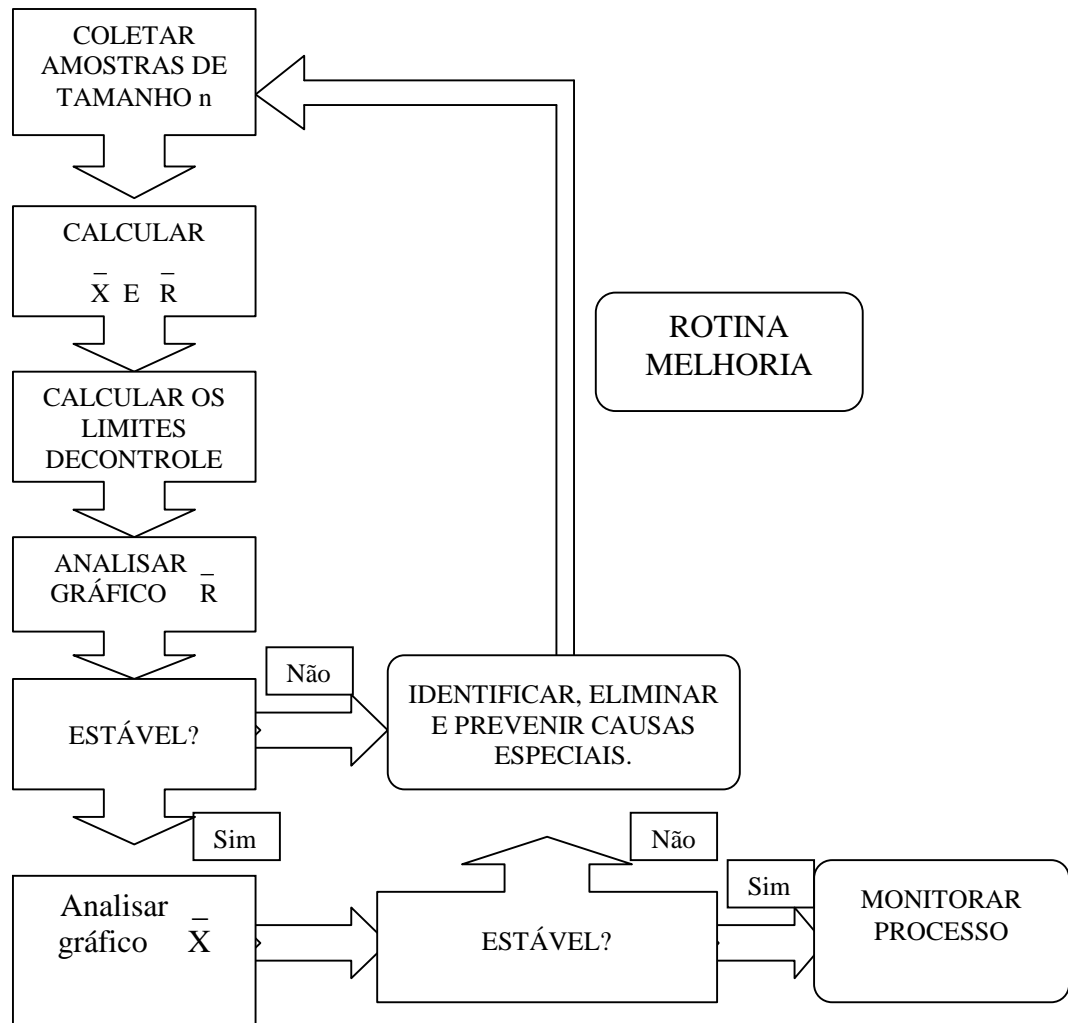 COLETAR
AMOSTRAS DE
TAMANHO n
CALCULAR
X̄ E R̄
CALCULAR OS
LIMITES
DECONTROLE
ANALISAR
GRÁFICO R̄
ROTINA
MELHORIA
Não
ESTÁVEL?
IDENTIFICAR, ELIMINAR
E PREVENIR CAUSAS
ESPECIAIS.
Sim
Analisar
gráfico X̄
Não
ESTÁVEL?
Sim
MONITORAR
PROCESSO